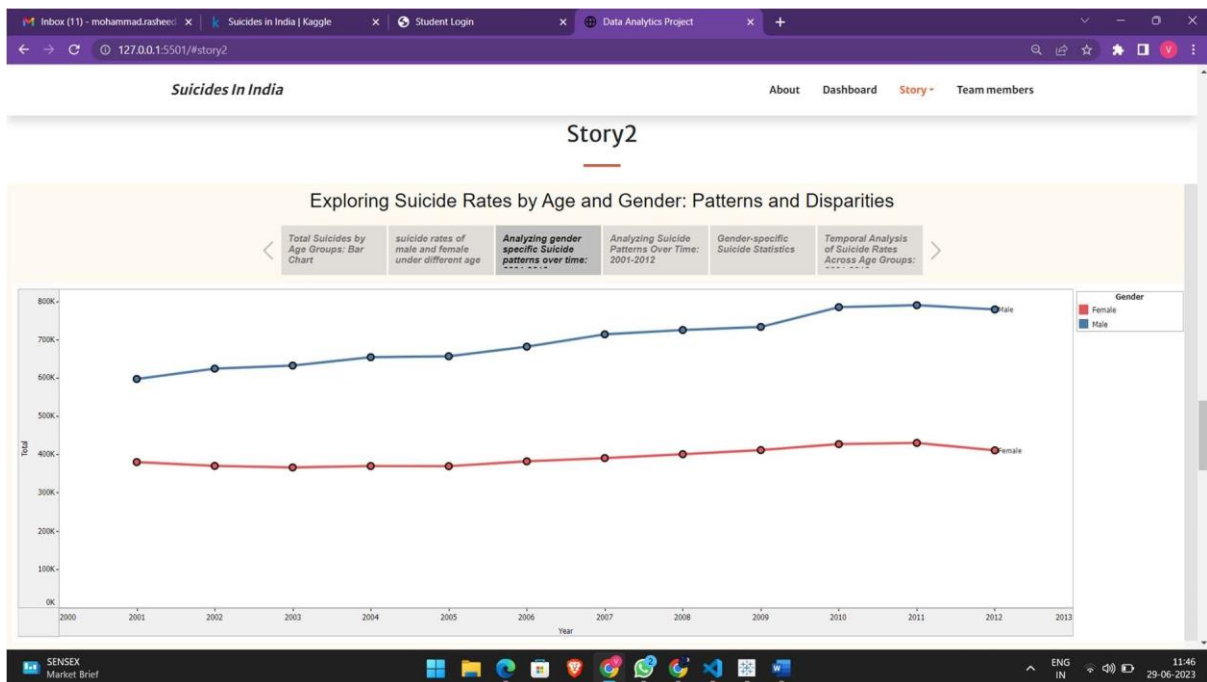 Inbox (11) - mohammad.rasheed
Suicides in India | Kaggle
Student Login
Data Analytics Project
127.0.0.1:5501/#story2
V
Suicides In India
About
Dashboard
Story
Team members
Story2
Exploring Suicide Rates by Age and Gender: Patterns and Disparities
Total Suicides by
Age Groups: Bar
Chart
suicide rates of
male and female
under different age
Analyzing gender
specific Suicide
patterns over time:
Analyzing Suicide
Patterns Over Time:
2001-2012
Gender-specific
Suicide Statistics
Temporal Analysis
of Suicide Rates
Across Age Groups:
800K
700K
600K
500K
400K
300K
200K
100K
0K
Total
Male
Female
2000 2001 2002 2003 2004 2005 2006 2007 2008 2009 2010 2011 2012 2013
Year
Gender
Female
Male
SENSEX
Market Brief
2
ENG
IN
11:46
29-06-2023